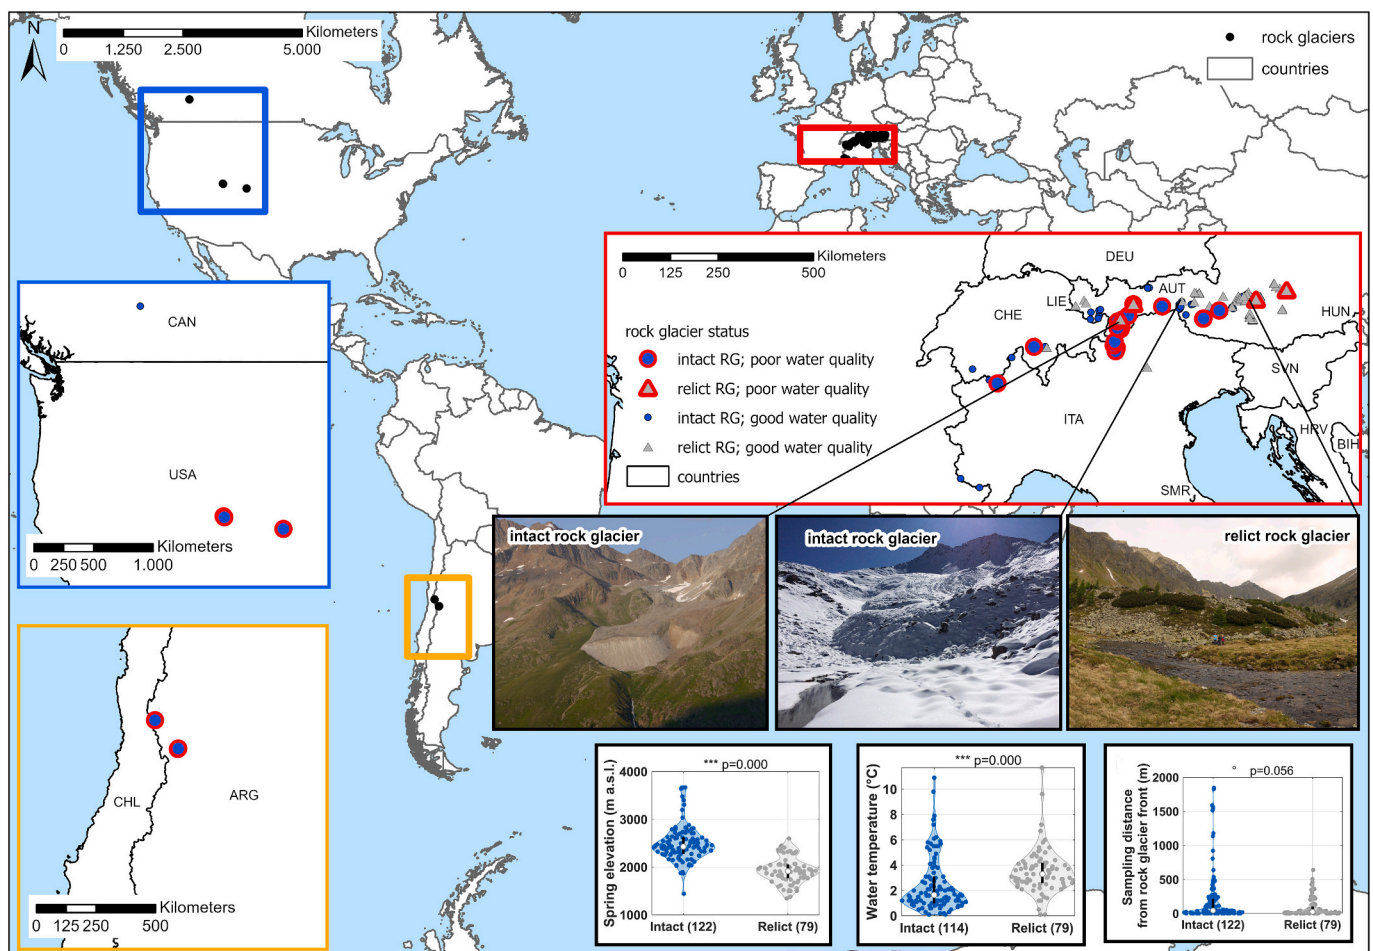 N
Kilometers
0 1.250 2.500 5.000
rock glaciers
countries
Kilometers
0 125 250 500
DEU
LIE
AUT
CHE
HUN
SVN
ITA
HPV
BIH
SMR
rock glacier status
intact RG; poor water quality
relict RG; poor water quality
intact RG; good water quality
relict RG; good water quality
countries
CAN
USA
Kilometers
0 250 500 1.000
intact rock glacier
intact rock glacier
relict rock glacier
CHL
ARG
Kilometers
0 125 250 500
*** p=0.000
Spring elevation (m a.s.l.)
4000
3000
2000
1000
Intact (122) Relict (79)
*** p=0.000
Water temperature (°C)
10
8
6
4
2
0
Intact (114) Relict (79)
° p=0.056
Sampling distance
from rock glacier front (m)
2000
1500
1000
500
0
Intact (122) Relict (79)